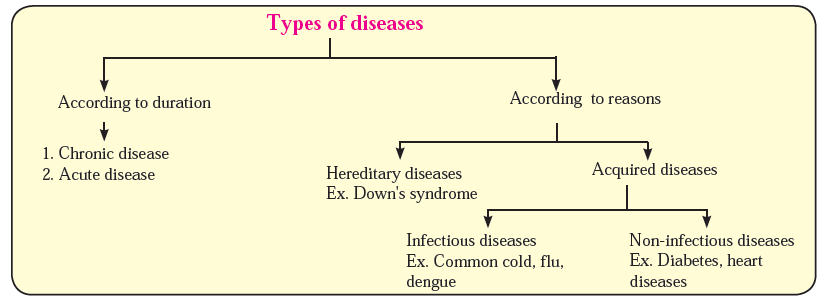 Types of diseases
According to duration
According to reasons
1. Chronic disease
2. Acute disease
Hereditary diseases
Ex. Down's syndrome
Acquired diseases
Infectious diseases
Ex. Common cold, flu,
dengue
Non-infectious diseases
Ex. Diabetes, heart
diseases